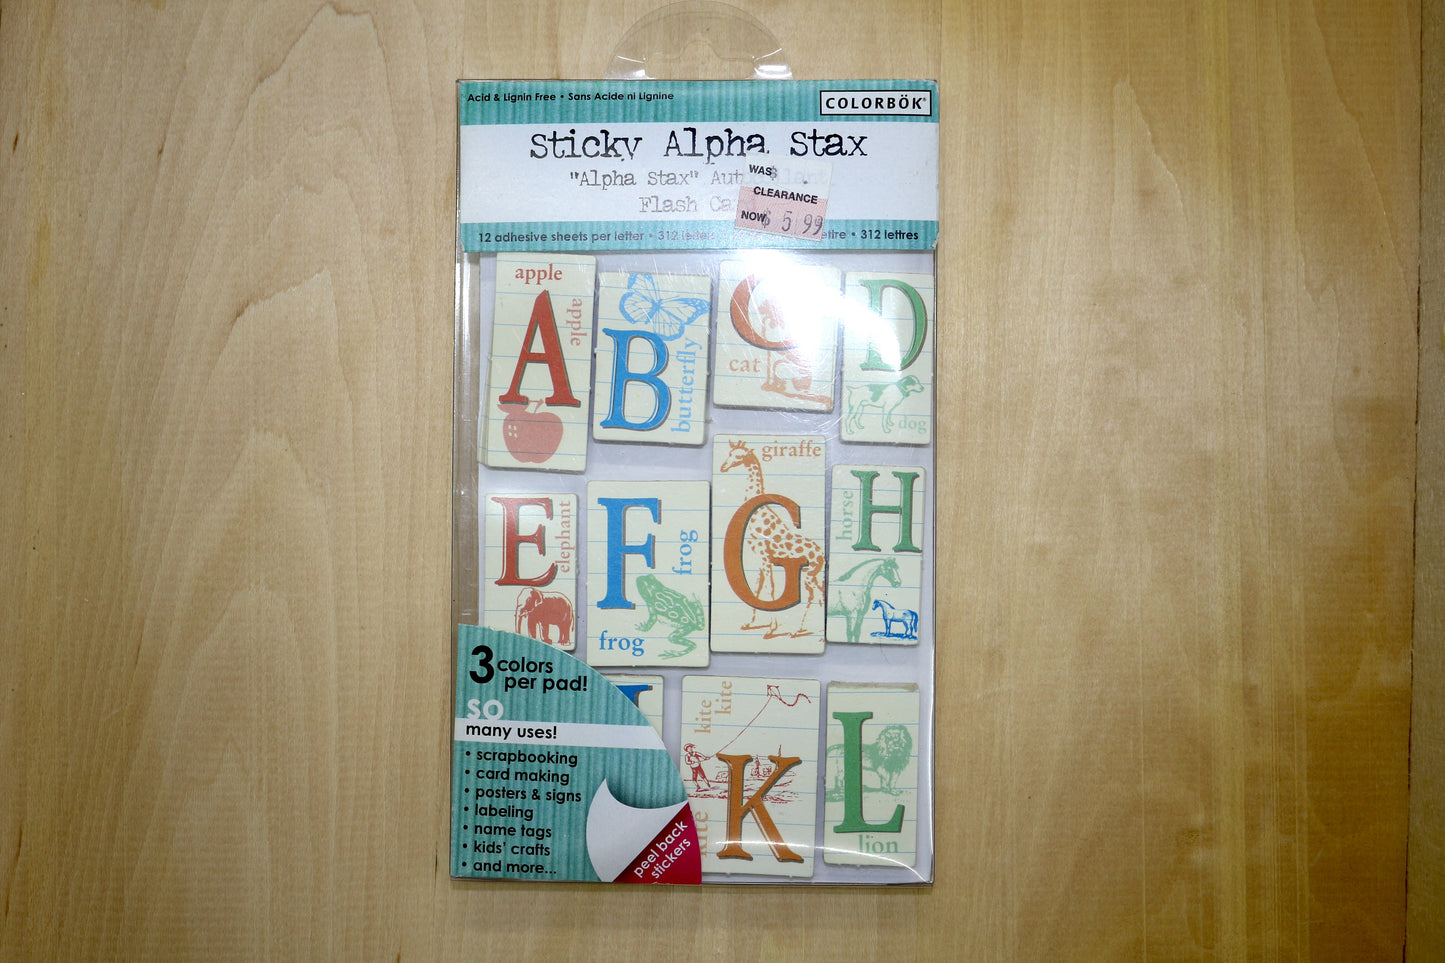 Acid & Lignin Free • Sans Acide ni Lignine
COLORBÖK®
Sticky Alpha Stax
"Alpha Stax"
Flash
WAS $
CLEARANCE
NOW $ 5 99
12 adhesive sheets per letter • 312 • 312 lettres
apple
apple
A
B
butterfly
C
cat
D
dog
E
elephant
F
frog
frog
giraffe
G
H
horse
kite
kite
kite
K
L
lion
3 colors
per pad!
so
many uses!
• scrapbooking
• card making
• posters & signs
• labeling
• name tags
• kids' crafts
• and more...
peel back
stickers